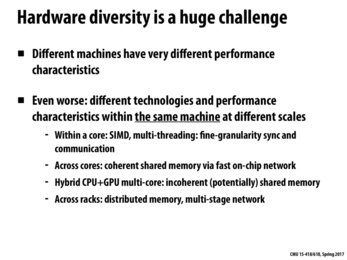 Hardware diversity is a huge challenge
■ Different machines have very different performance
characteristics
■ Even worse: different technologies and performance
characteristics within the same machine at different scales
- Within a core: SIMD, multi-threading: fine-granularity sync and
communication
- Across cores: coherent shared memory via fast on-chip network
- Hybrid CPU+GPU multi-core: incoherent (potentially) shared memory
- Across racks: distributed memory, multi-stage network
CMU 15-418/618, Spring 2017